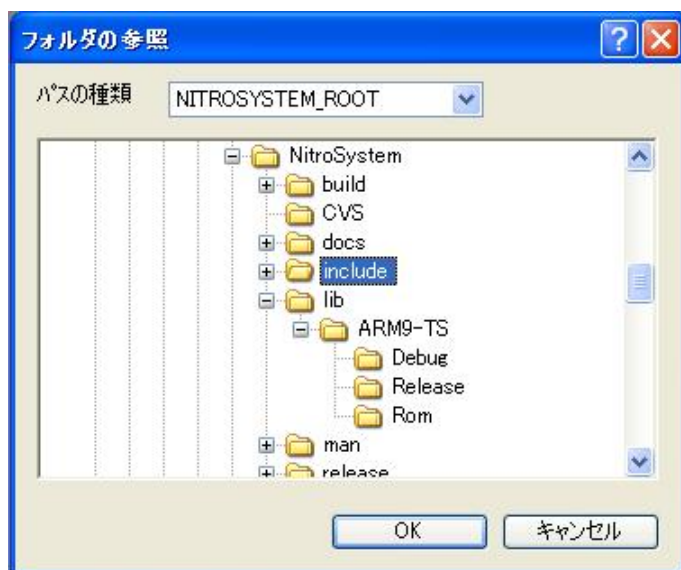 フォルダの参照
パスの種類 NITROSYSTEM_ROOT
NitroSystem
build
CVS
docs
include
lib
ARM9-TS
Debug
Release
Rom
man
release
OK キャンセル